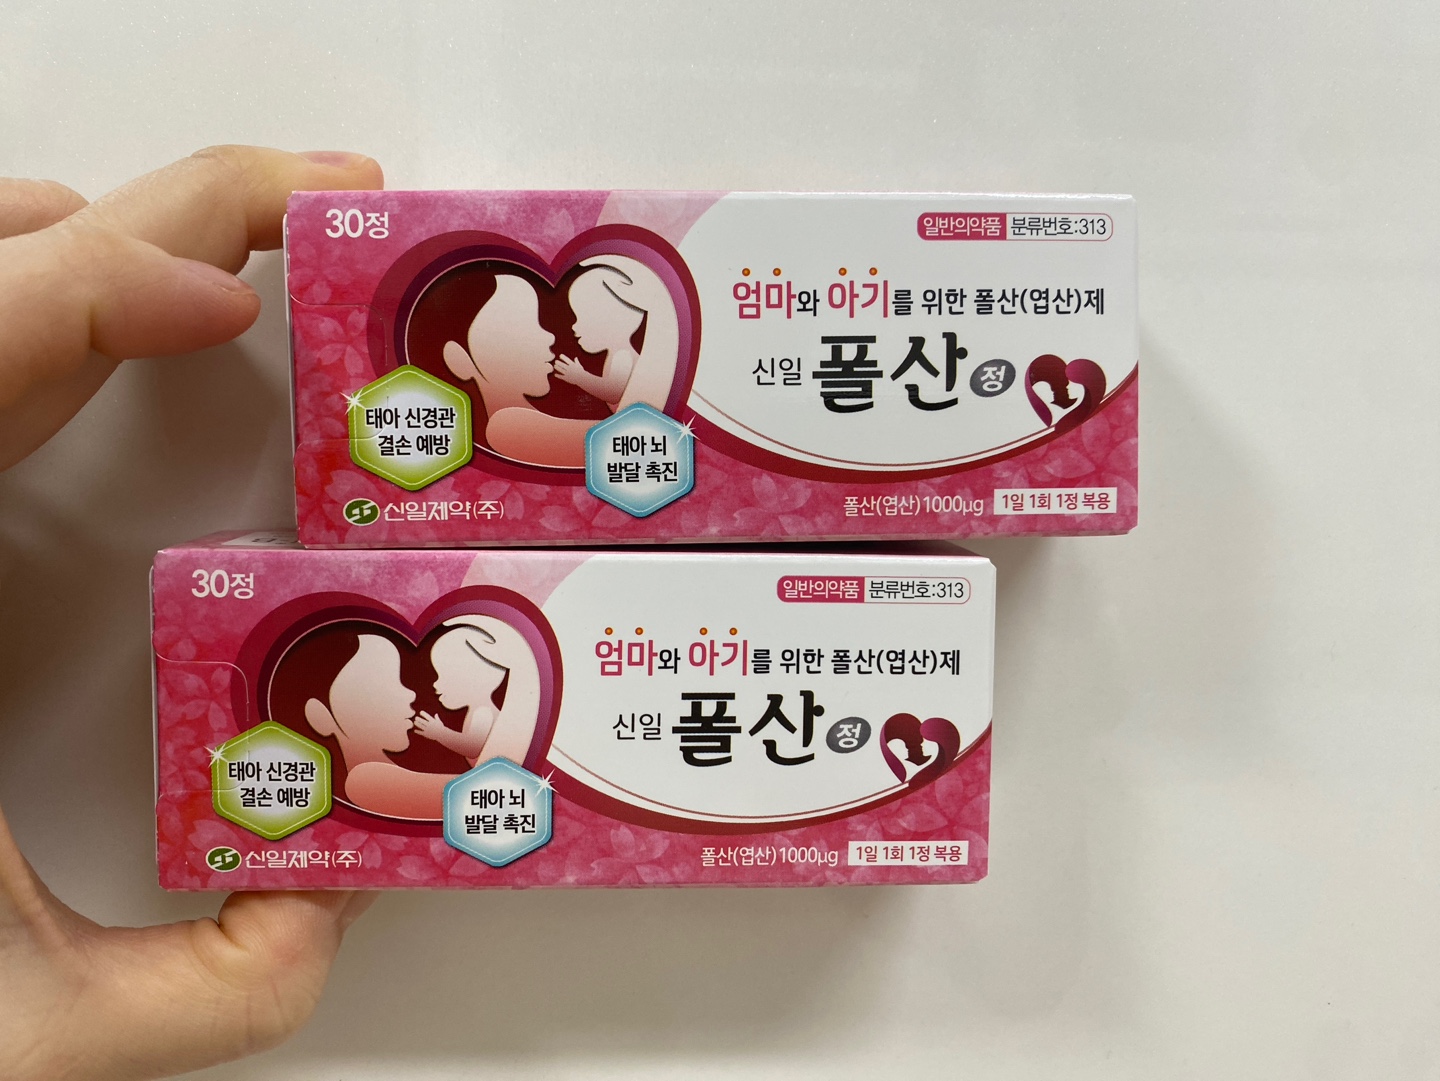 30정
일반의약품 분류번호:313
엄마와 아기를 위한 폴산(엽산)제
신일 폴산 정
태아 신경관
결손 예방
태아 뇌
발달 촉진
신일제약(주)
폴산(엽산)1000μg 1일 1회 1정 복용
30정
일반의약품 분류번호:313
엄마와 아기를 위한 폴산(엽산)제
신일 폴산 정
태아 신경관
결손 예방
태아 뇌
발달 촉진
신일제약(주)
폴산(엽산)1000μg 1일 1회 1정 복용